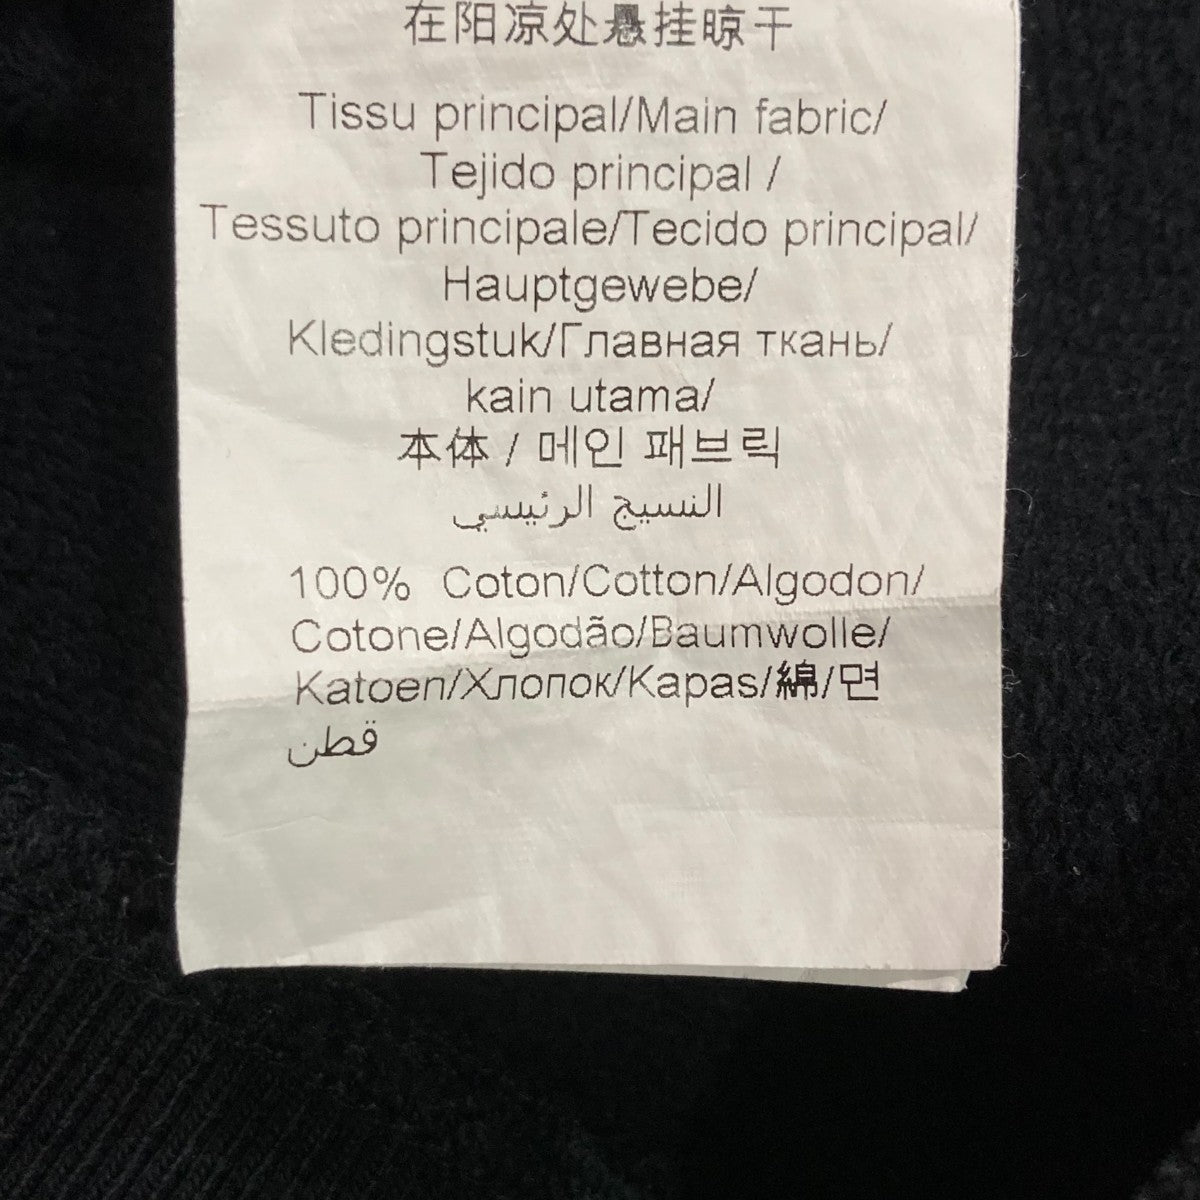 在阳凉处悬挂晾干
Tissu principal/Main fabric/
Tejido principal /
Tessuto principale/Tecido principal/
Hauptgewebe/
Kledingstuk/Главная ткань/
kain utama/
本体 / 메인 패브릭
النسيج الرئيسي
100% Coton/Cotton/Algodon/
Cotone/Algodão/Baumwolle/
Katoen/Хлопок/Kapas/綿/면
قطن